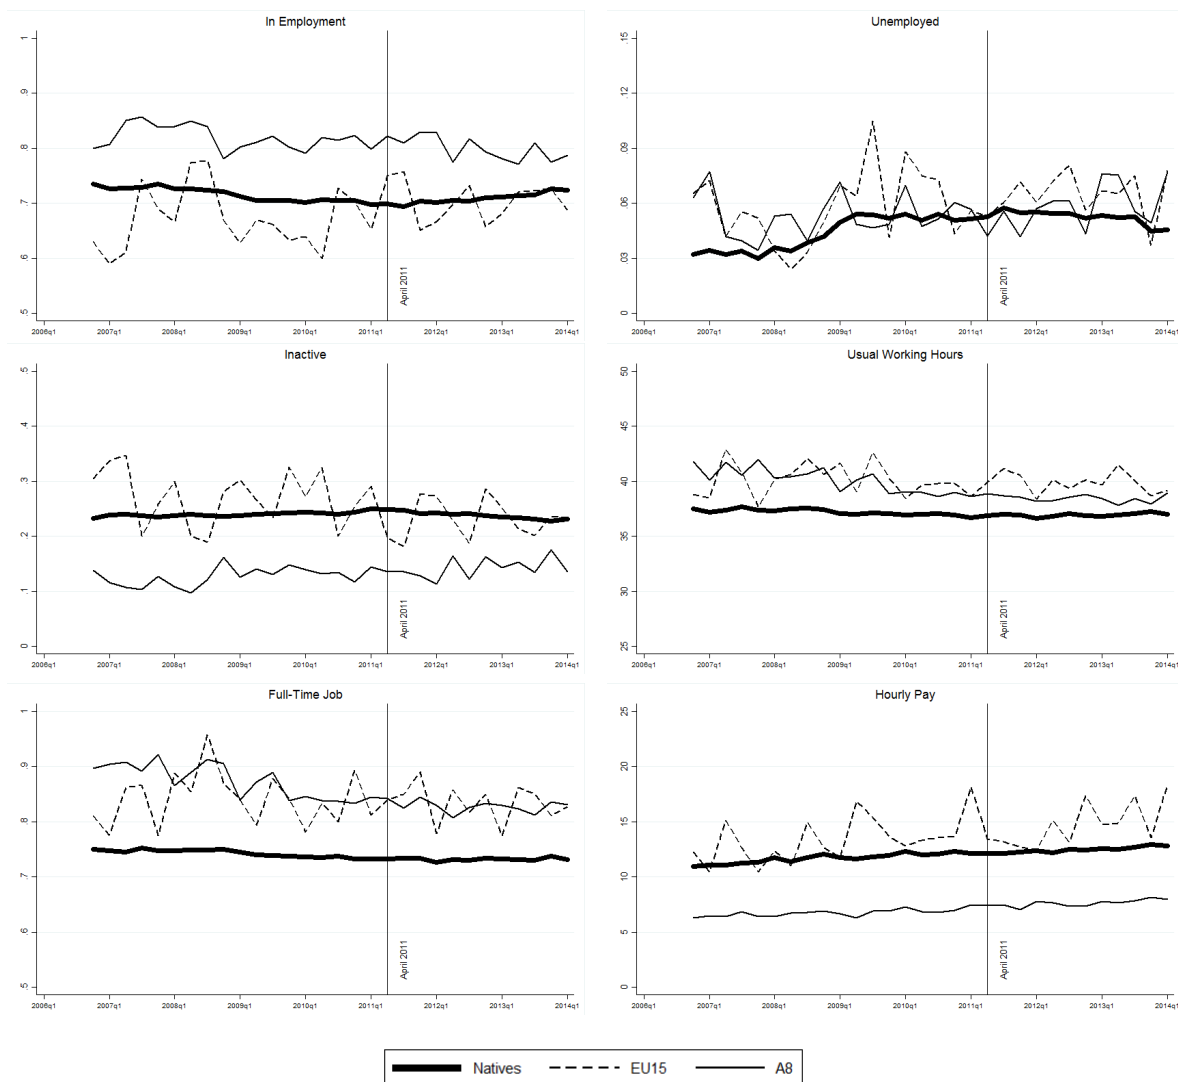 In Employment
1
.9
.8
.7
.6
.5
April 2011
2006q1 2007q1 2008q1 2009q1 2010q1 2011q1 2012q1 2013q1 2014q1
Unemployed
.15
.12
.09
.06
.03
0
April 2011
2006q1 2007q1 2008q1 2009q1 2010q1 2011q1 2012q1 2013q1 2014q1
Inactive
.5
.4
.3
.2
.1
0
April 2011
2006q1 2007q1 2008q1 2009q1 2010q1 2011q1 2012q1 2013q1 2014q1
Usual Working Hours
50
45
40
35
30
25
April 2011
2006q1 2007q1 2008q1 2009q1 2010q1 2011q1 2012q1 2013q1 2014q1
Full-Time Job
1
.9
.8
.7
.6
.5
April 2011
2006q1 2007q1 2008q1 2009q1 2010q1 2011q1 2012q1 2013q1 2014q1
Hourly Pay
25
20
15
10
5
0
April 2011
2006q1 2007q1 2008q1 2009q1 2010q1 2011q1 2012q1 2013q1 2014q1
Natives EU15 A8